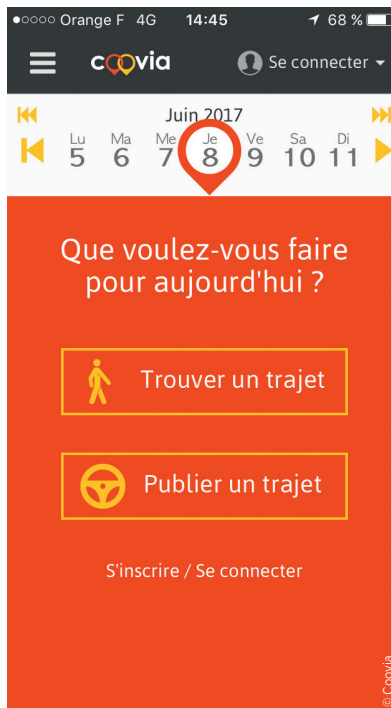 Orange F 4G 14:45 68 %
coovia Se connecter
Juin 2017
Lu Ma Me Je Ve Sa Di
5 6 7 8 9 10 11
Que voulez-vous faire
pour aujourd'hui ?
Trouver un trajet
Publier un trajet
S'inscrire / Se connecter
© Coovia